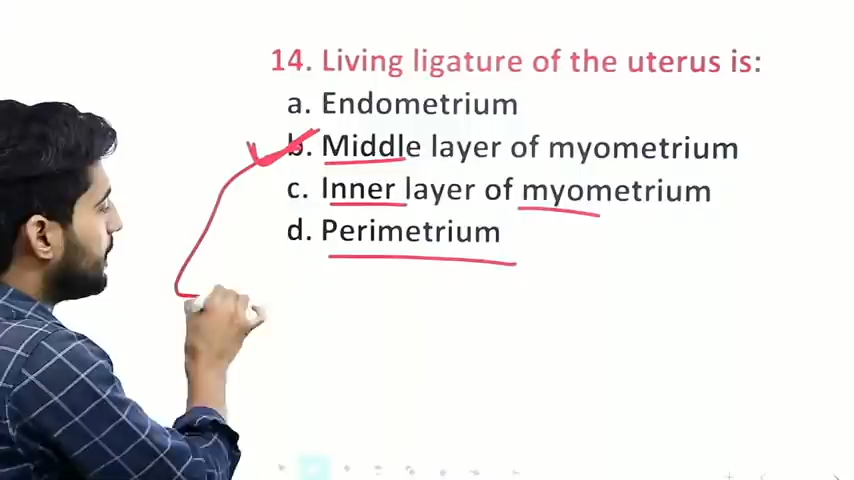 14. Living ligature of the uterus is:
a. Endometrium
b. Middle layer of myometrium
c. Inner layer of myometrium
d. Perimetrium